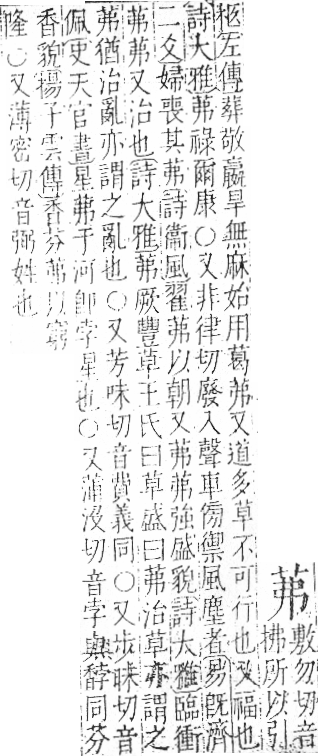 茀
敷勿切音
拂所以引
柩左傳葬敬嬴旱無麻始用葛茀又道多草不可行也又福也
詩大雅茀祿爾康○又非律切廢入聲車傍禦風塵者易旣濟
二爻婦喪其茀詩衞風翟茀以朝又茀茀強盛貌詩大雅臨衝
茀茀又治也詩大雅茀厥豐草王氏曰草盛曰茀治草亦謂之
茀猶治亂亦謂之亂也○又芳味切音費義同○又步昧切音
佩史天官書星茀于河卽孛星也○又蒲沒切音孛與馞同芬
香貌揚子雲傳香芬茀以窮
隆○又薄密切音弼姓也